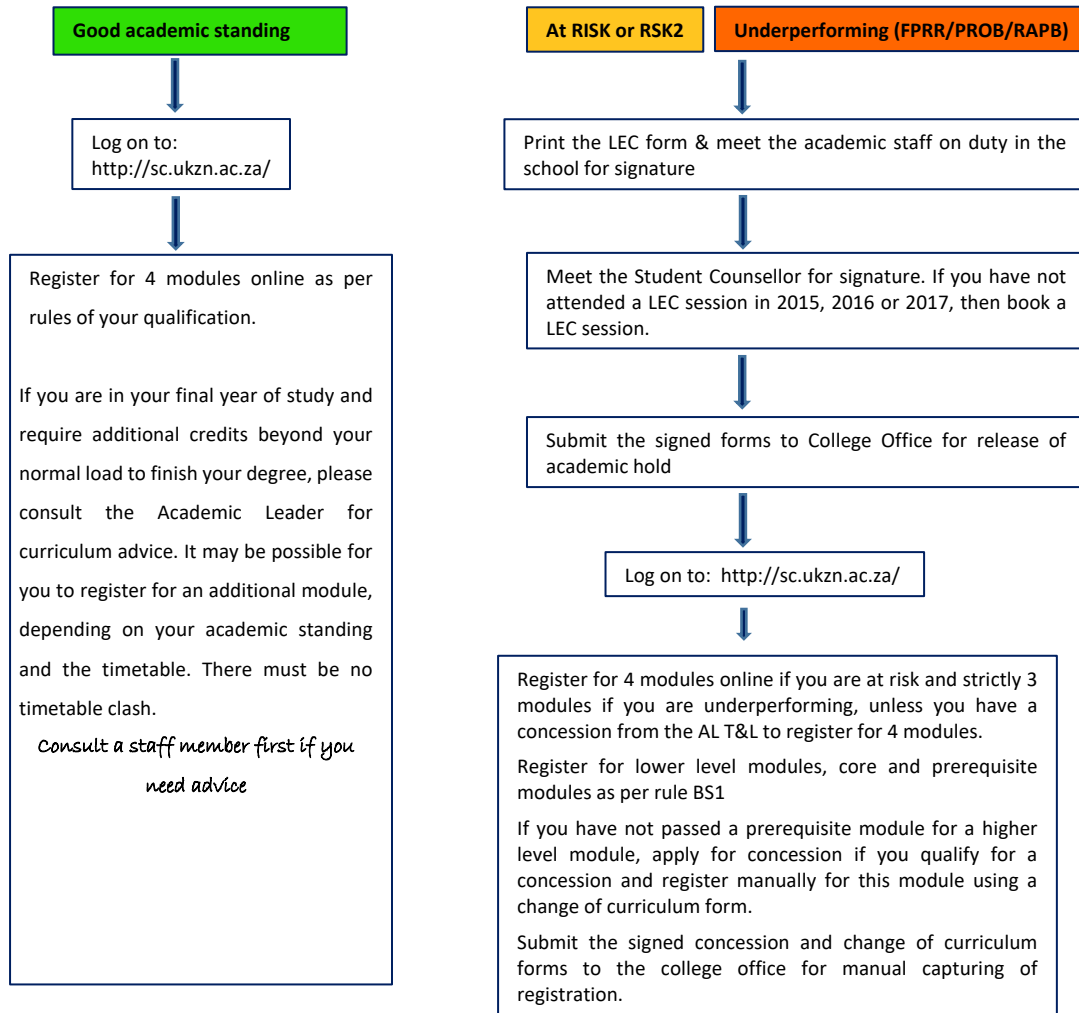 Good academic standing
Log on to:
http://sc.ukzn.ac.za/
Register for 4 modules online as per
rules of your qualification.
If you are in your final year of study and
require additional credits beyond your
normal load to finish your degree, please
consult the Academic Leader for
curriculum advice. It may be possible for
you to register for an additional module,
depending on your academic standing
and the timetable. There must be no
timetable clash.
Consult a staff member first if you
need advice
At RISK or RSK2
Underperforming (FPRR/PROB/RAPB)
Print the LEC form & meet the academic staff on duty in the
school for signature
Meet the Student Counsellor for signature. If you have not
attended a LEC session in 2015, 2016 or 2017, then book a
LEC session.
Submit the signed forms to College Office for release of
academic hold
Log on to: http://sc.ukzn.ac.za/
Register for 4 modules online if you are at risk and strictly 3
modules if you are underperforming, unless you have a
concession from the AL T&L to register for 4 modules.
Register for lower level modules, core and prerequisite
modules as per rule BS1
If you have not passed a prerequisite module for a higher
level module, apply for concession if you qualify for a
concession and register manually for this module using a
change of curriculum form.
Submit the signed concession and change of curriculum
forms to the college office for manual capturing of
registration.